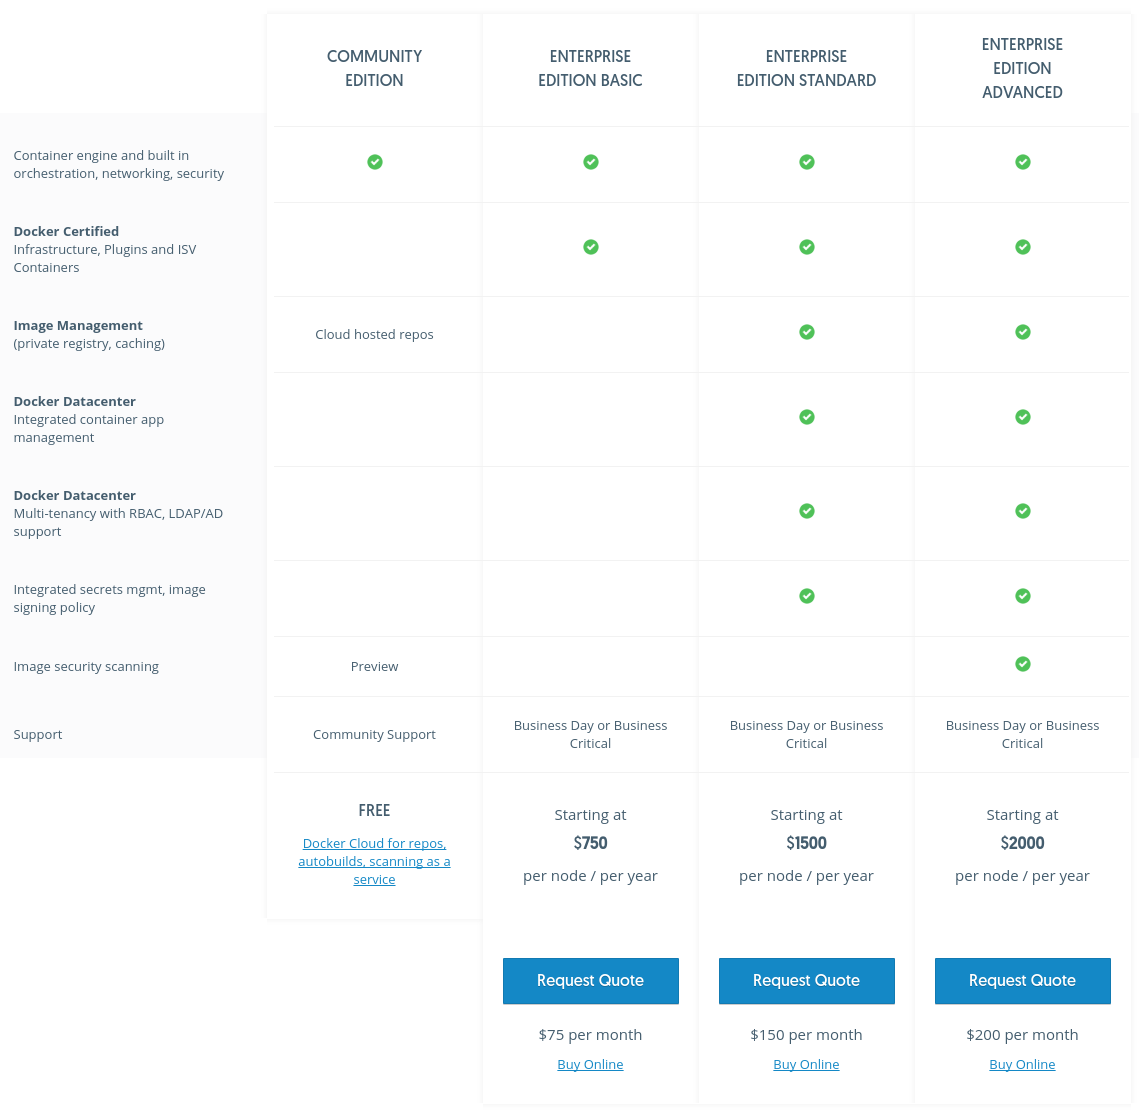 COMMUNITY
EDITION
ENTERPRISE
EDITION BASIC
ENTERPRISE
EDITION STANDARD
ENTERPRISE
EDITION
ADVANCED
Container engine and built in
orchestration, networking, security
Docker Certified
Infrastructure, Plugins and ISV
Containers
Image Management
(private registry, caching)
Cloud hosted repos
Docker Datacenter
Integrated container app
management
Docker Datacenter
Multi-tenancy with RBAC, LDAP/AD
support
Integrated secrets mgmt, image
signing policy
Image security scanning
Preview
Support
Community Support
Business Day or Business
Critical
Business Day or Business
Critical
Business Day or Business
Critical
FREE
Docker Cloud for repos,
autobuilds, scanning as a
service
Starting at
$750
per node / per year
Starting at
$1500
per node / per year
Starting at
$2000
per node / per year
Request Quote
Request Quote
Request Quote
$75 per month
$150 per month
$200 per month
Buy Online
Buy Online
Buy Online